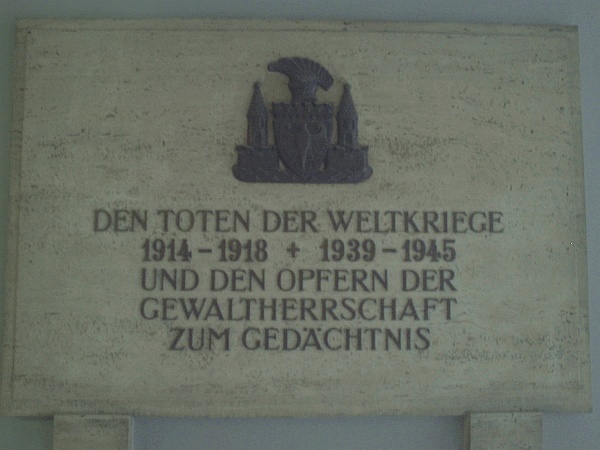 DEN TOTEN DER WELTKRIEGE
1914 – 1918 + 1939 – 1945
UND DEN OPFERN DER
GEWALTHERRSCHAFT
ZUM GEDÄCHTNIS